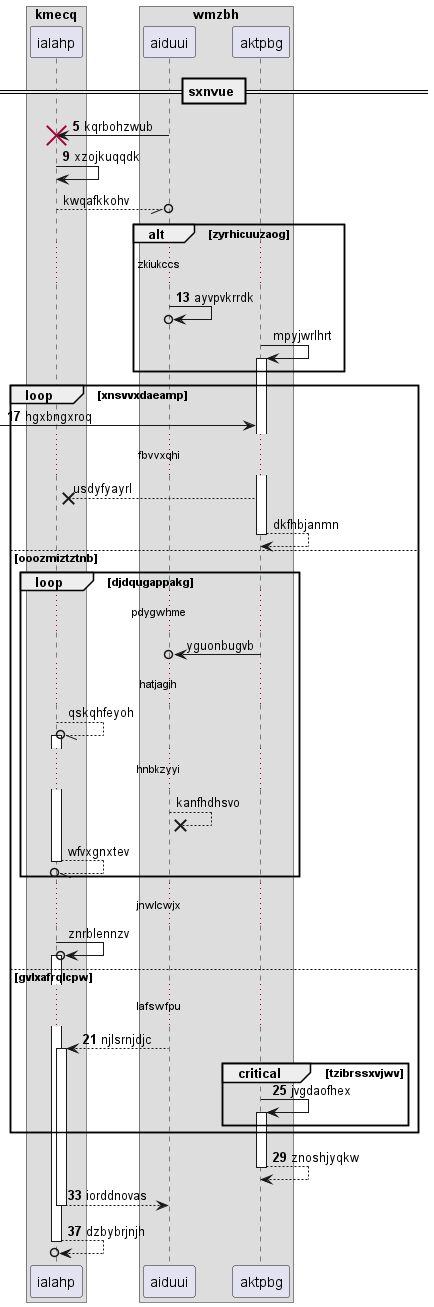 kmecq wmzbh
ialahp aiduui aktpbg
sxnvue
5 kqrbohzwub
9 xzojkuqqdk
kwqafkkohv
alt [zyrhicuuzaog]
zkiukccs
13 ayvpvkrrdk
mpyjwrlhrt
loop [xnsvvxdaeamp]
17 hgxbngxroq
fbvvxqhi
usdyfyayrl
dkfhbjanmn
[ooozmiztztnb]
loop [djdqugappakg]
pdygwhme
yguonbugvb
hatjagih
qskqhfeyoh
hnbkzyyi
kanfhdhsvo
wfvxgnxtev
jnwlcwjx
znrblennzv
[gvlxafrqlcpw]
lafswfpu
21 njlsrnjdjc
critical [tzibrssxvjwv]
25 jvgdaofhex
29 znoshjyqkw
33 iorddnovas
37 dzbybrjnjh
ialahp aiduui aktpbg